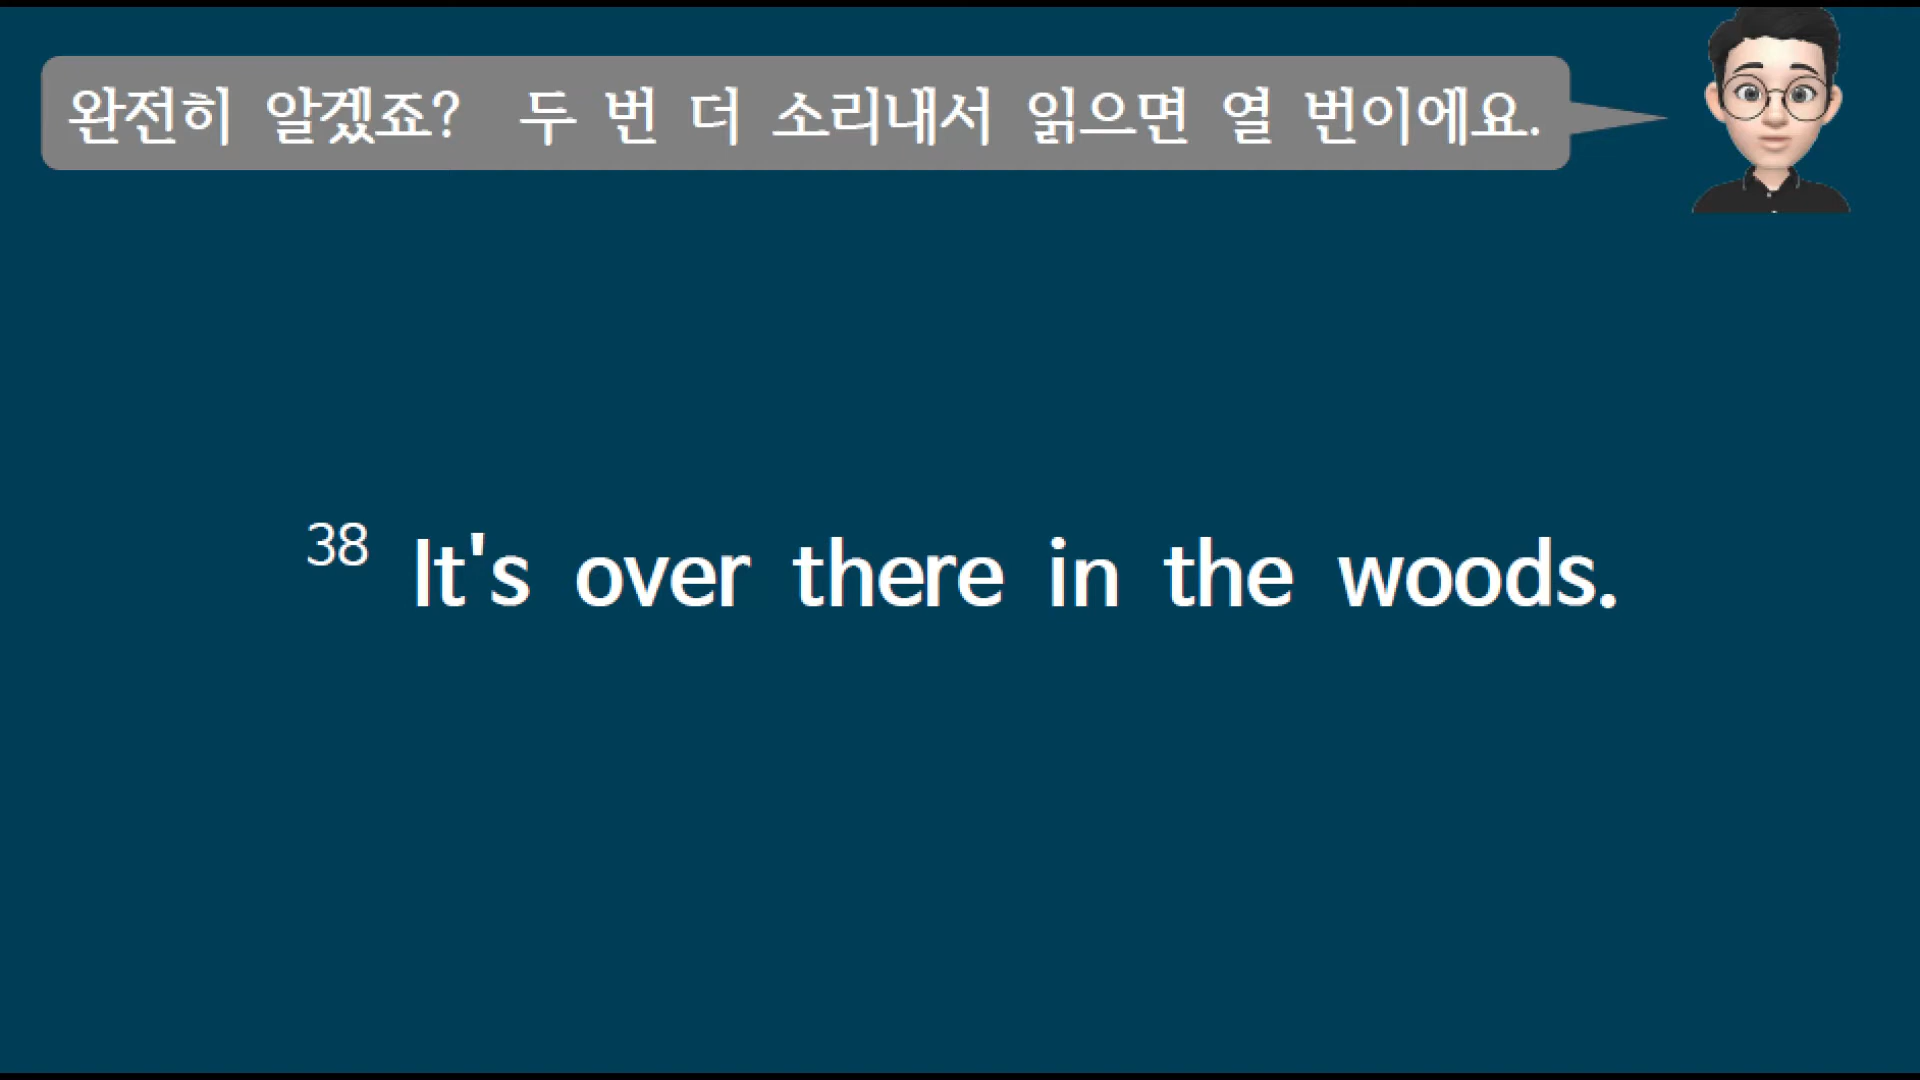 완전히 알겠죠? 두 번 더 소리내서 읽으면 열 번이에요.
38 It's over there in the woods.